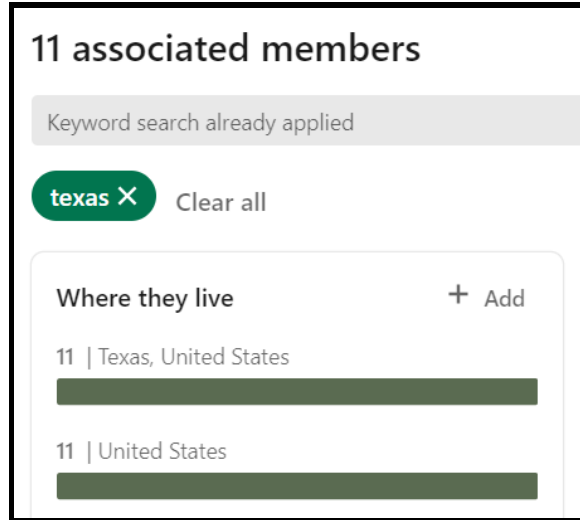 11 associated members
Keyword search already applied
texas ✕ Clear all
Where they live + Add
11 | Texas, United States
11 | United States